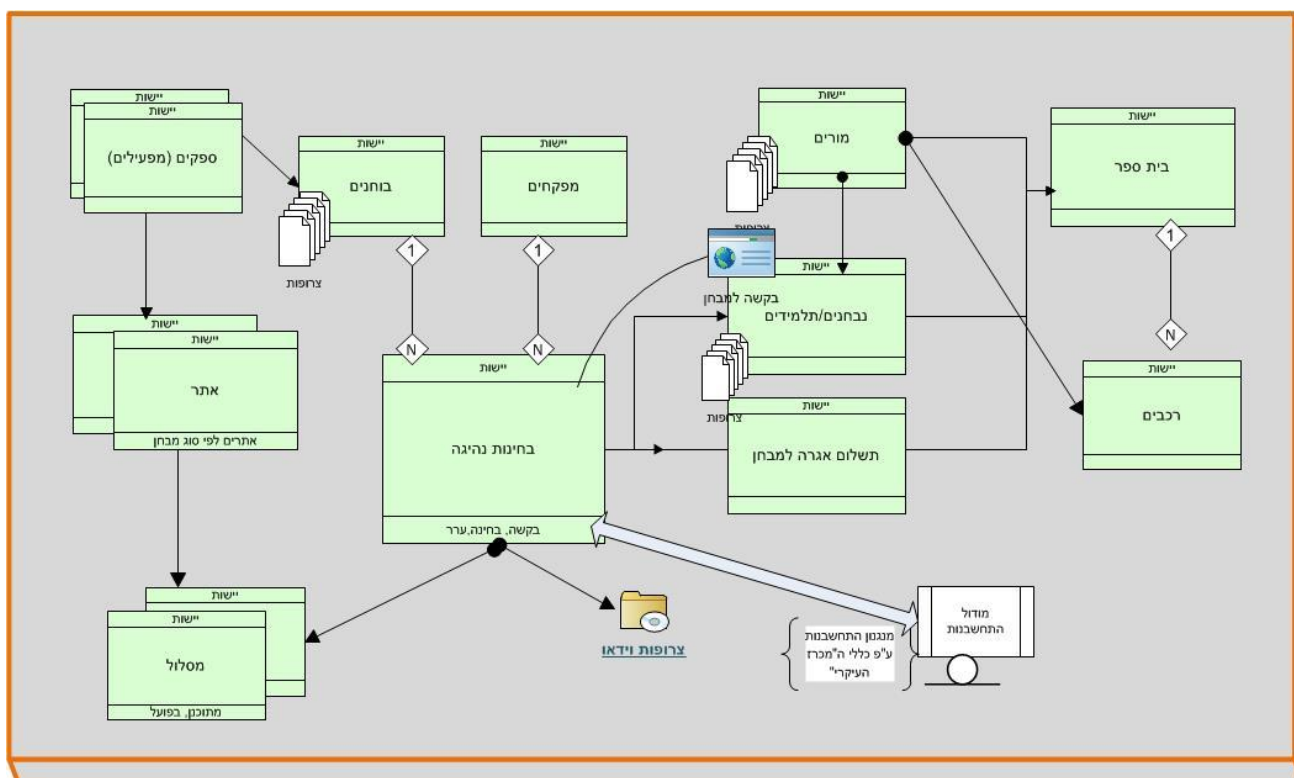 יישות
יישות
ספקים (מפעילים)
יישות
בוחנים
צרופות
יישות
מפקחים
יישות
מורים
צרופות
יישות
בית ספר
1
1
1
N
N
N
יישות
יישות
אתר
אתרים לפי סוג מבחן
יישות
בחינות נהיגה
בקשה, בחינה,ערר
בקשה למבחן
יישות
נבחנים/תלמידים
צרופות
יישות
תשלום אגרה למבחן
יישות
רכבים
יישות
יישות
מסלול
מתוכנן, בפועל
צרופות וידאו
מנגנון התחשבנות
ע"פ כללי ה"מכרז
העיקרי"
מודול
התחשבנות